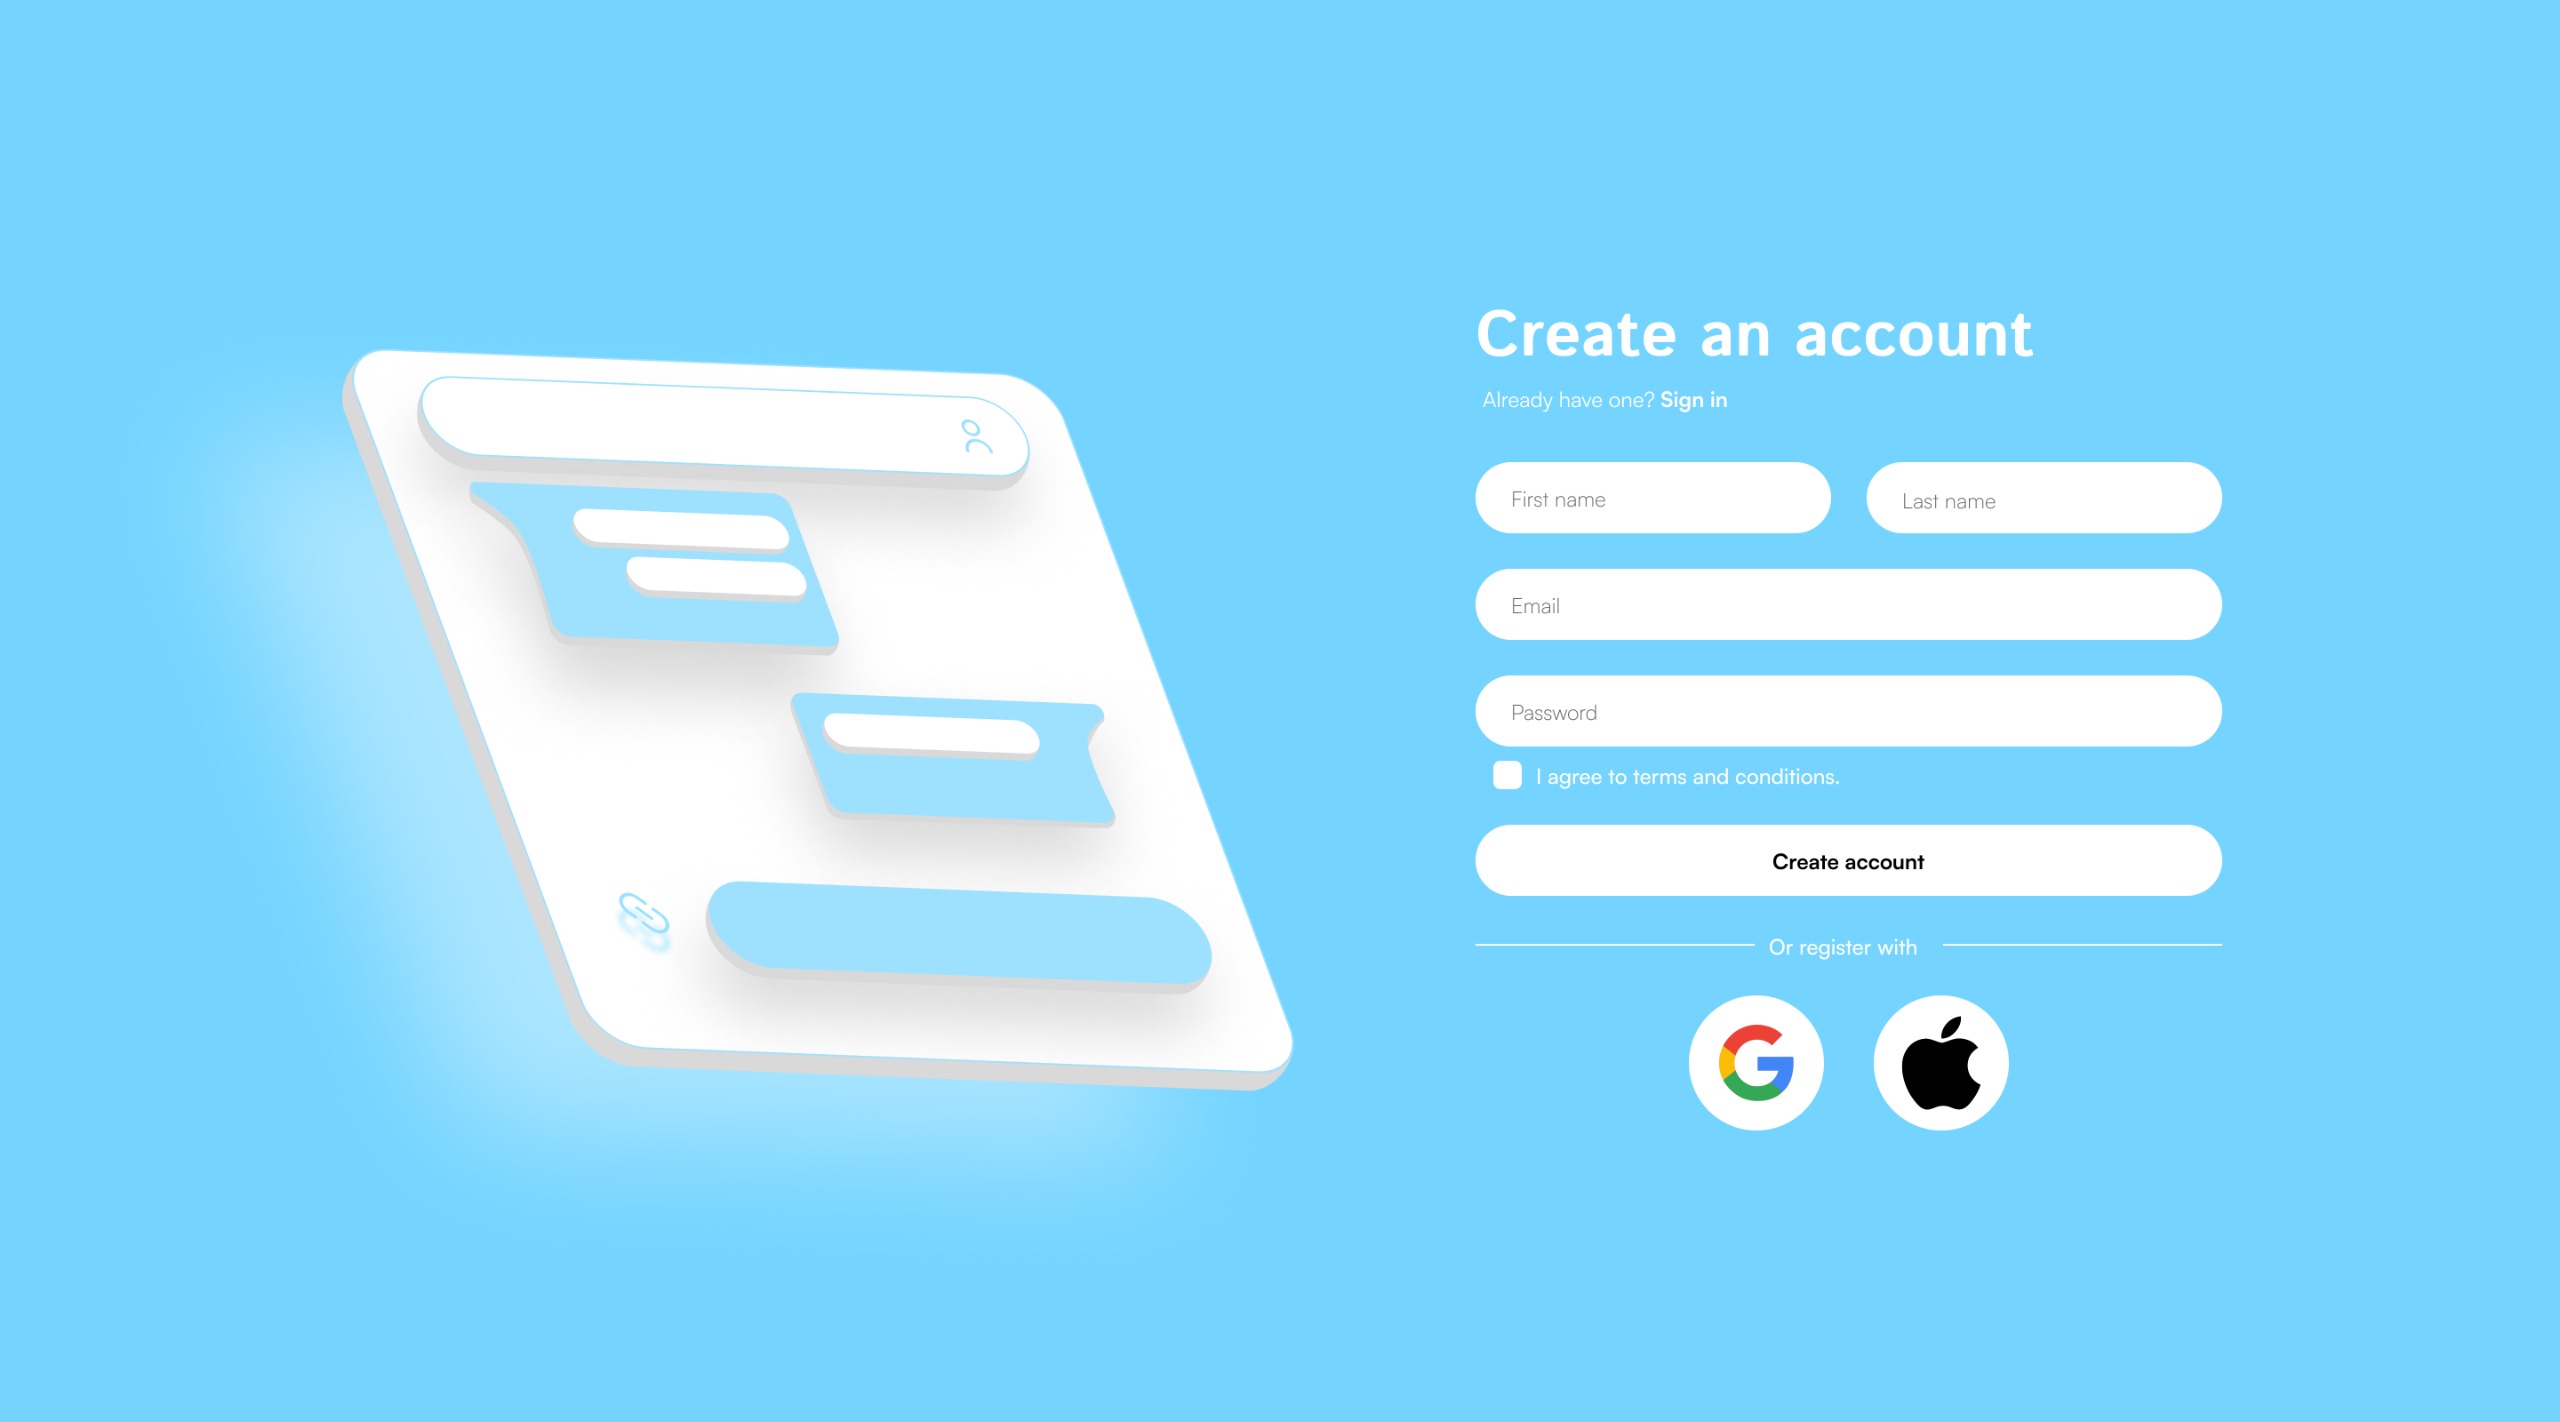 Create an account
Already have one? Sign in
First name
Last name
Email
Password
I agree to terms and conditions.
Create account
Or register with